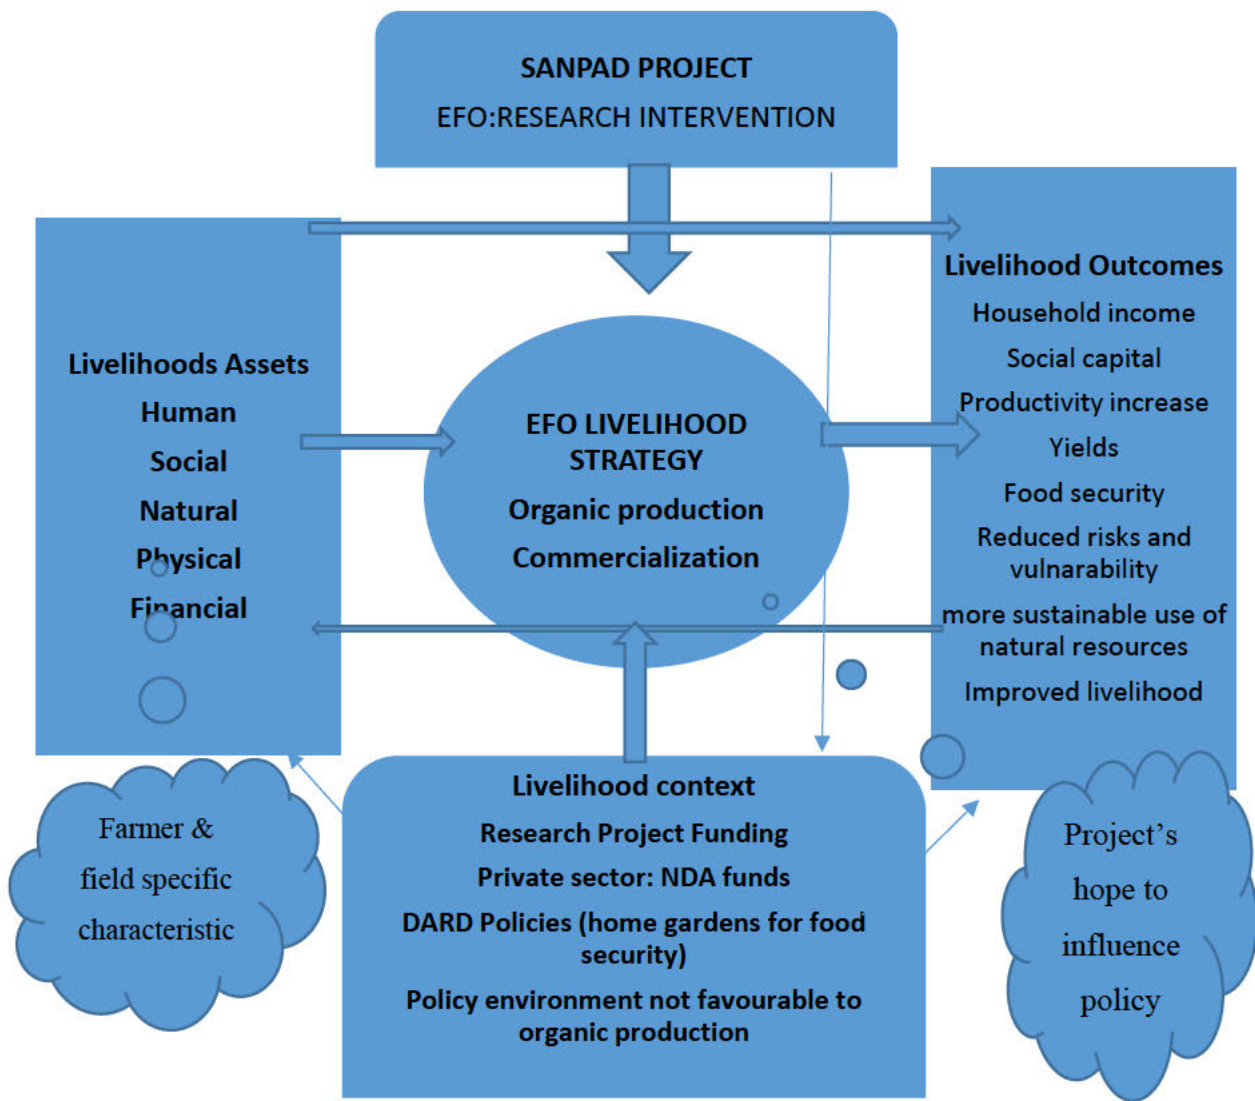 SANPAD PROJECT
EFO:RESEARCH INTERVENTION
Livelihoods Assets
Human
Social
Natural
Physical
Financial
EFO LIVELIHOOD
STRATEGY
Organic production
Commercialization
Livelihood Outcomes
Household income
Social capital
Productivity increase
Yields
Food security
Reduced risks and
vulnarability
more sustainable use of
natural resources
Improved livelihood
Livelihood context
Research Project Funding
Private sector: NDA funds
DARD Policies (home gardens for food
security)
Policy environment not favourable to
organic production
Farmer &
field specific
characteristic
Project's
hope to
influence
policy